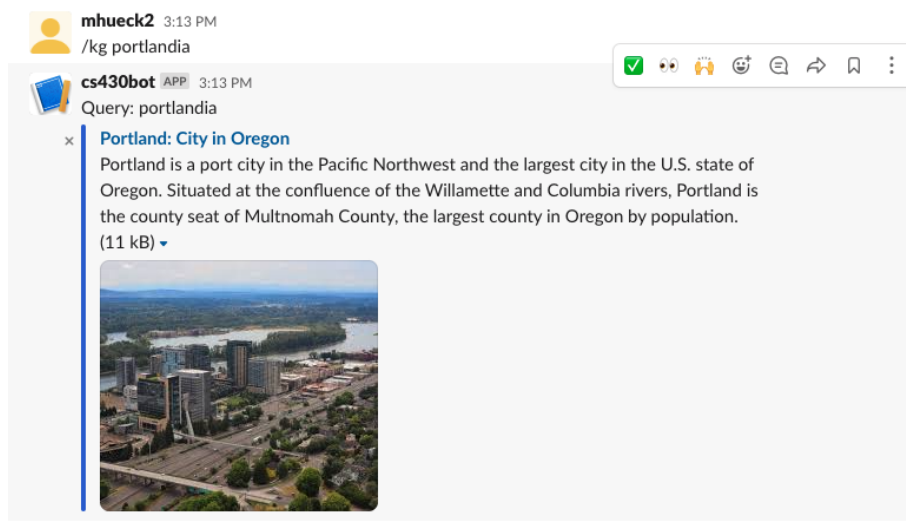 mhueck2 3:13 PM
/kg portlandia
cs430bot APP 3:13 PM
Query: portlandia
Portland: City in Oregon
Portland is a port city in the Pacific Northwest and the largest city in the U.S. state of
Oregon. Situated at the confluence of the Willamette and Columbia rivers, Portland is
the county seat of Multnomah County, the largest county in Oregon by population.
(11 kB)